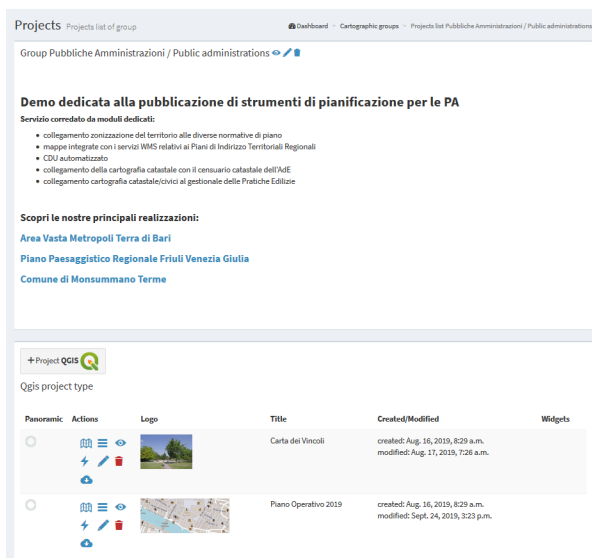 Projects Projects list of group
Dashboard > Cartographic groups > Projects list Pubbliche Amministrazioni / Public administrations
Group Pubbliche Amministrazioni / Public administrations
Demo dedicata alla pubblicazione di strumenti di pianificazione per le PA
Servizio corredato da moduli dedicati:
• collegamento zonizzazione del territorio alle diverse normative di piano
• mappe integrate con i servizi WMS relativi ai Piani di Indirizzo Territoriali Regionali
• CDU automatizzato
• collegamento della cartografia catastale con il censuario catastale dell'AdE
• collegamento cartografia catastale/civici al gestionale delle Pratiche Edilizie
Scopri le nostre principali realizzazioni:
Area Vasta Metropoli Terra di Bari
Piano Paesaggistico Regionale Friuli Venezia Giulia
Comune di Monsummano Terme
+Project QGIS
Qgis project type
Panoramic Actions Logo Title Created/Modified Widgets
Carta dei Vincoli created: Aug. 16, 2019, 8:29 a.m.
modified: Aug. 17, 2019, 7:26 a.m.
Piano Operativo 2019 created: Aug. 16, 2019, 8:29 a.m.
modified: Sept. 24, 2019, 3:23 p.m.